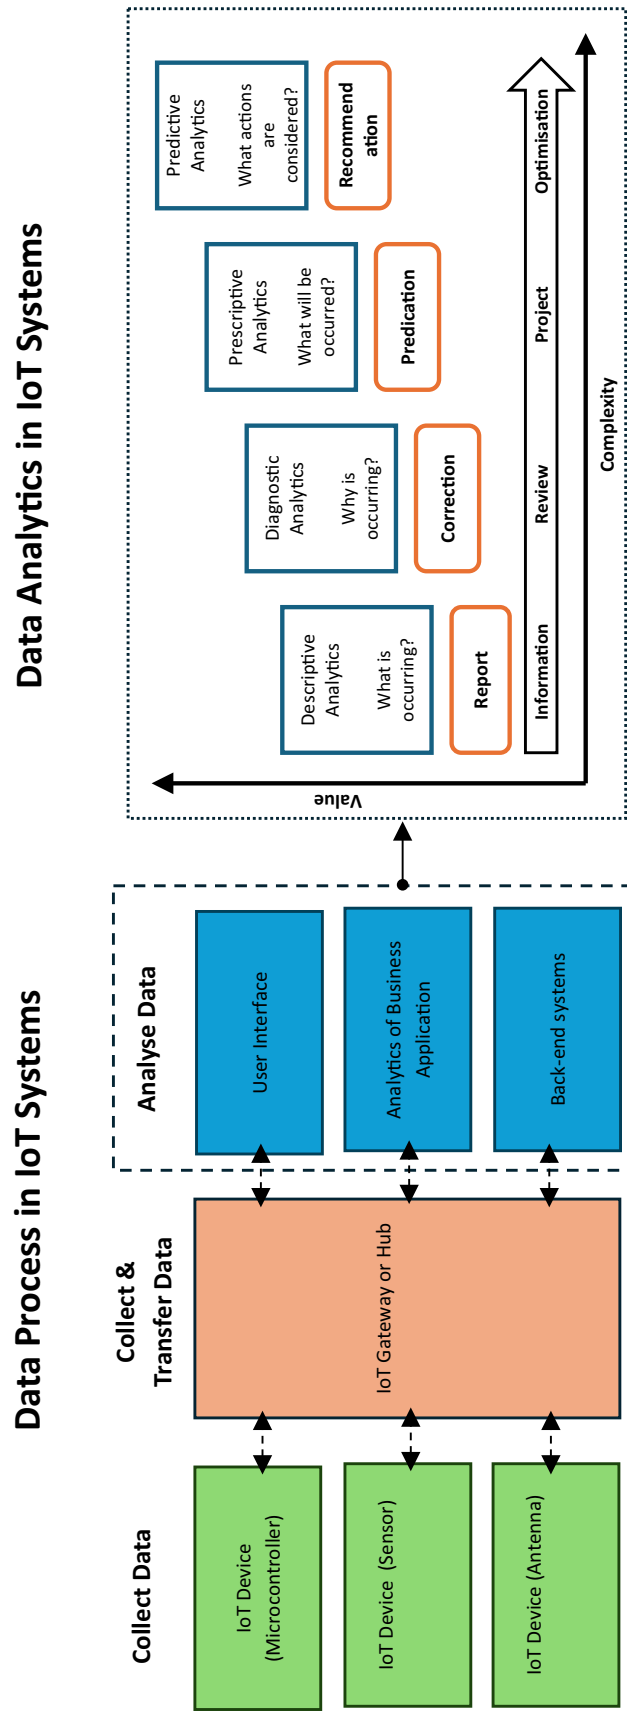 Data Process in IoT Systems
Collect Data
IoT Device
(Microcontroller)
IoT Device (Sensor)
IoT Device (Antenna)
Collect &
Transfer Data
IoT Gateway or Hub
Analyse Data
User Interface
Analytics of Business
Application
Back-end systems
Data Analytics in IoT Systems
Value
Descriptive
Analytics
What is
occurring?
Report
Diagnostic
Analytics
Why is
occurring?
Correction
Prescriptive
Analytics
What will be
occurred?
Predication
Predictive
Analytics
What actions
are
considered?
Recommend
ation
Information
Review
Project
Optimisation
Complexity